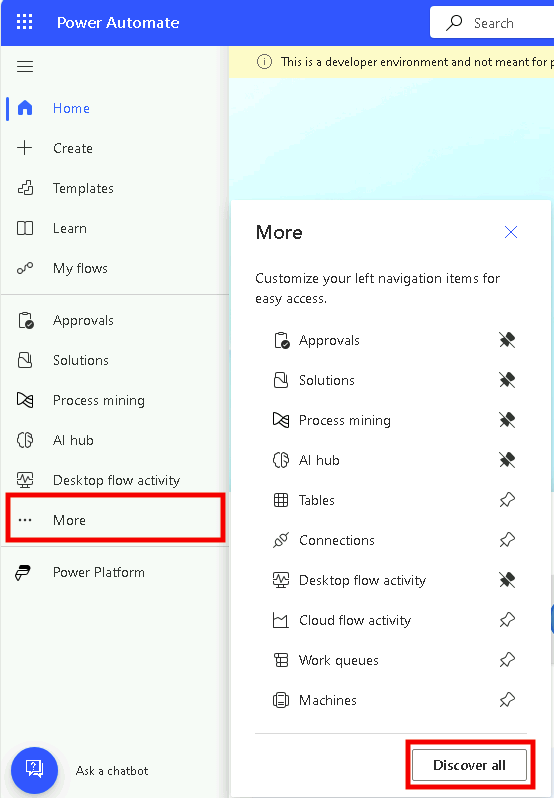 Power Automate
Search
This is a developer environment and not meant for
Home
Create
Templates
Learn
My flows
Approvals
Solutions
Process mining
AI hub
Desktop flow activity
More
Power Platform
Ask a chatbot
More
Customize your left navigation items for
easy access.
Approvals
Solutions
Process mining
AI hub
Tables
Connections
Desktop flow activity
Cloud flow activity
Work queues
Machines
Discover all